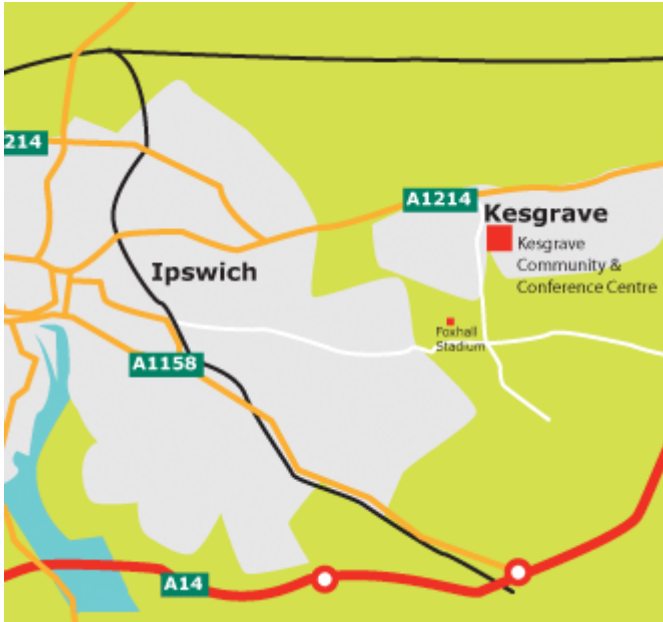 214
A1214
Kesgrave
Kesgrave
Community &
Conference Centre
Ipswich
Foxhall
Stadium
A1158
A14